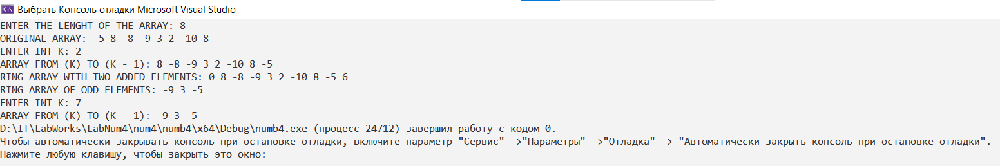 Выбрать Консоль отладки Microsoft Visual Studio
ENTER THE LENGHT OF THE ARRAY: 8
ORIGINAL ARRAY: -5 8 -8 -9 3 2 -10 8
ENTER INT K: 2
ARRAY FROM (K) TO (K - 1): 8 -8 -9 3 2 -10 8 -5
RING ARRAY WITH TWO ADDED ELEMENTS: 0 8 -8 -9 3 2 -10 8 -5 6
RING ARRAY OF ODD ELEMENTS: -9 3 -5
ENTER INT K: 7
ARRAY FROM (K) TO (K - 1): -9 3 -5
D:\IT\LabWorks\LabNum4\num4\numb4\x64\Debug\numb4.exe (процесс 24712) завершил работу с кодом 0.
Чтобы автоматически закрывать консоль при остановке отладки, включите параметр "Сервис" ->"Параметры" ->"Отладка" -> "Автоматически закрыть консоль при остановке отладки".
Нажмите любую клавишу, чтобы закрыть это окно: